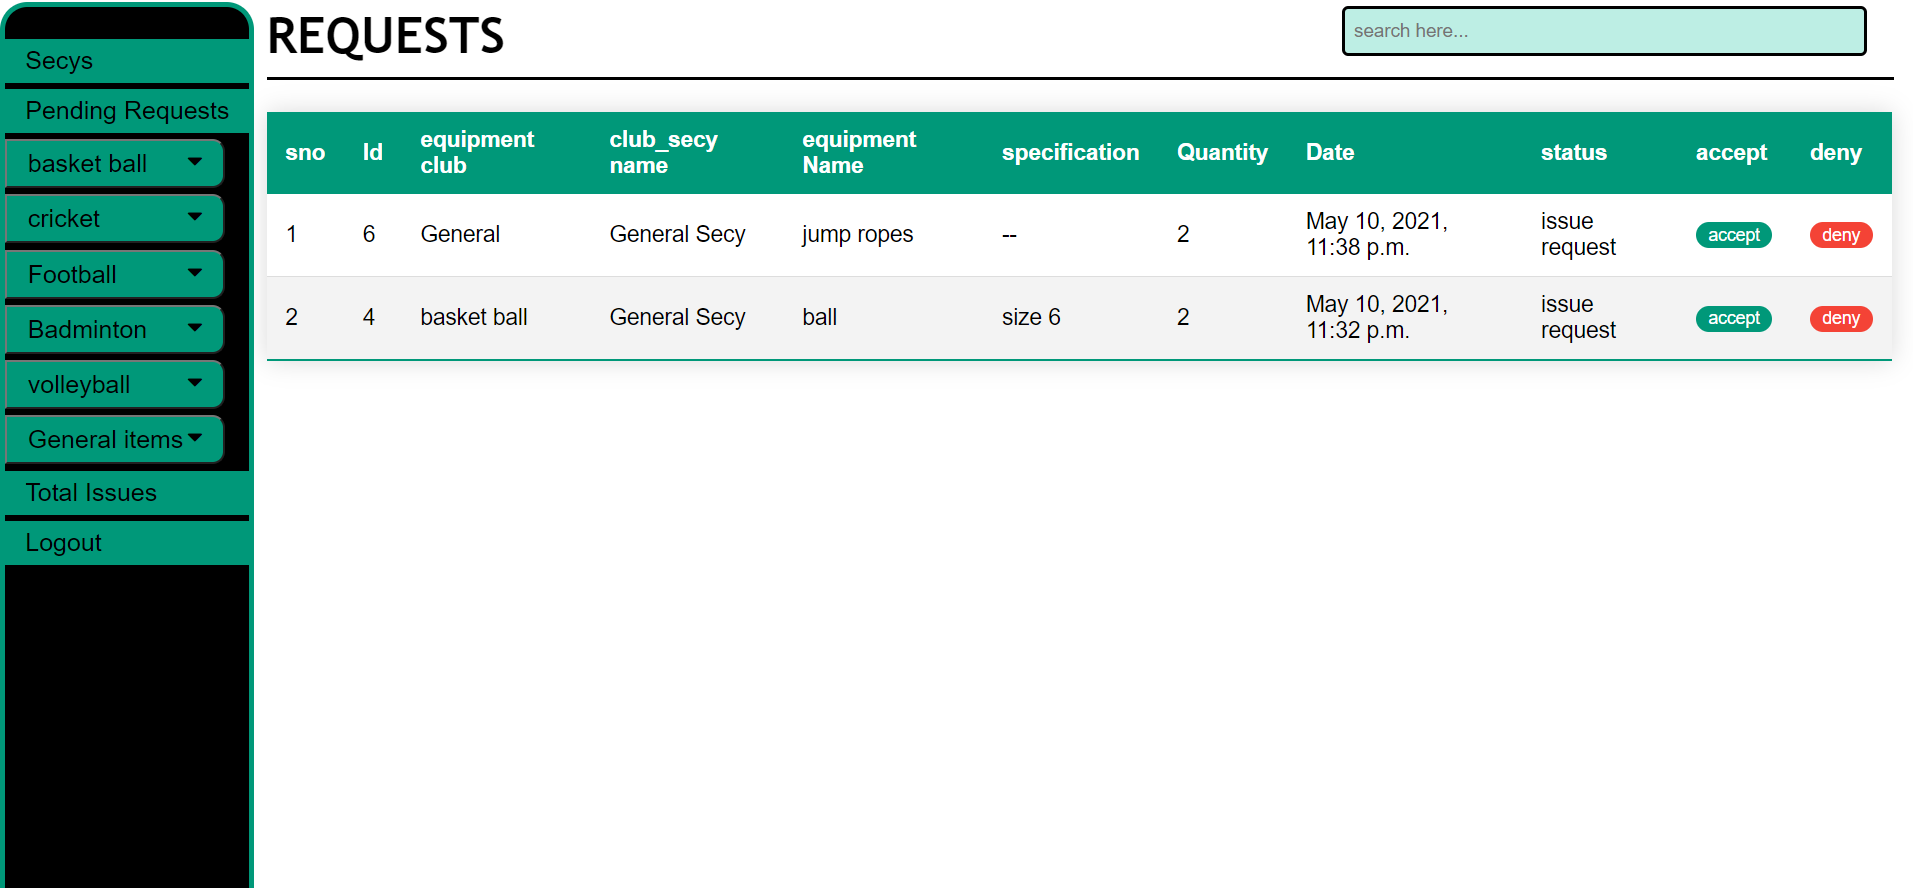 Secys
Pending Requests
basket ball
cricket
Football
Badminton
volleyball
General items
Total Issues
Logout
REQUESTS
search here...
sno Id equipment club club_secy name equipment Name specification Quantity Date status accept deny
1 6 General General Secy jump ropes -- 2 May 10, 2021, 11:38 p.m. issue request accept deny
2 4 basket ball General Secy ball size 6 2 May 10, 2021, 11:32 p.m. issue request accept deny